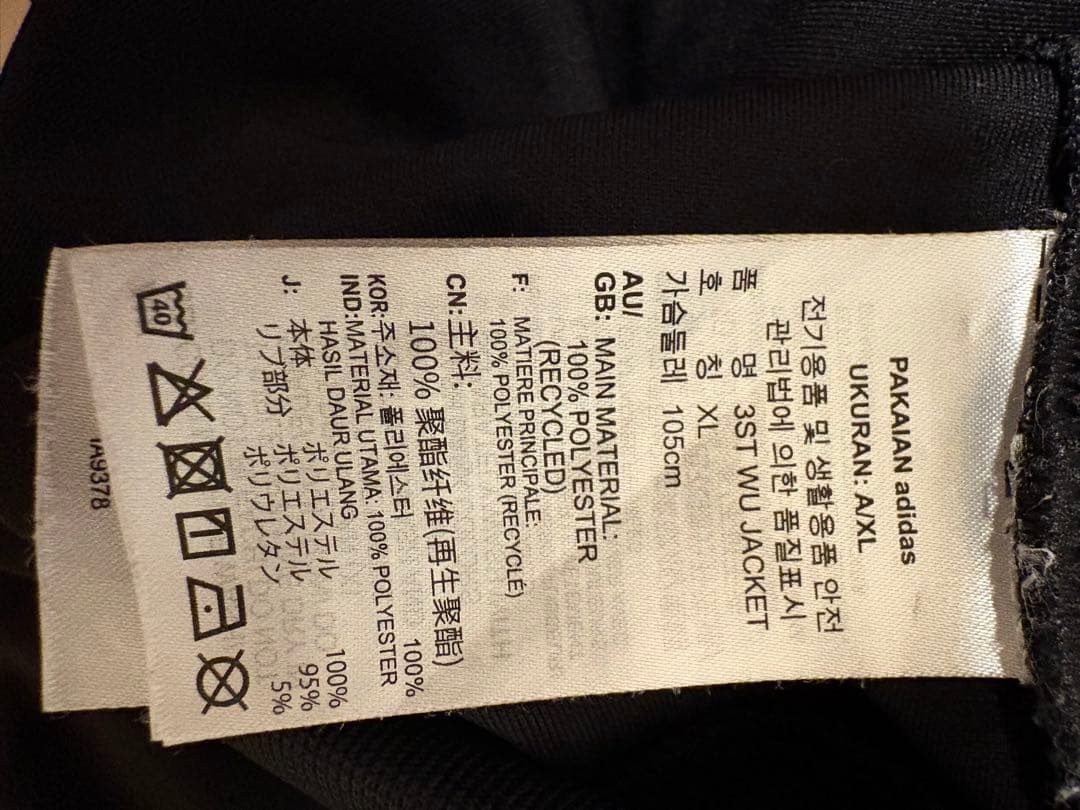 PAKAIAN adidas
UKURAN: A/XL
전기용품 및 생활용품 안전
관리법에 의한 품질표시
품 명 3ST WU JACKET
호 칭 XL
가슴둘레 105cm
AU/
GB: MAIN MATERIAL:
100% POLYESTER
(RECYCLED)
F: MATIERE PRINCIPALE:
100% POLYESTER (RECYCLÉ)
CN:主料:
100% 聚酯纤维(再生聚酯)
KOR:주소재: 폴리에스터 100%
IND:MATERIAL UTAMA: 100% POLYESTER
HASIL DAUR ULANG
J: 本体 ポリエステル 100%
リブ部分 ポリエステル 95%
ポリウレタン 5%
40
IA9378